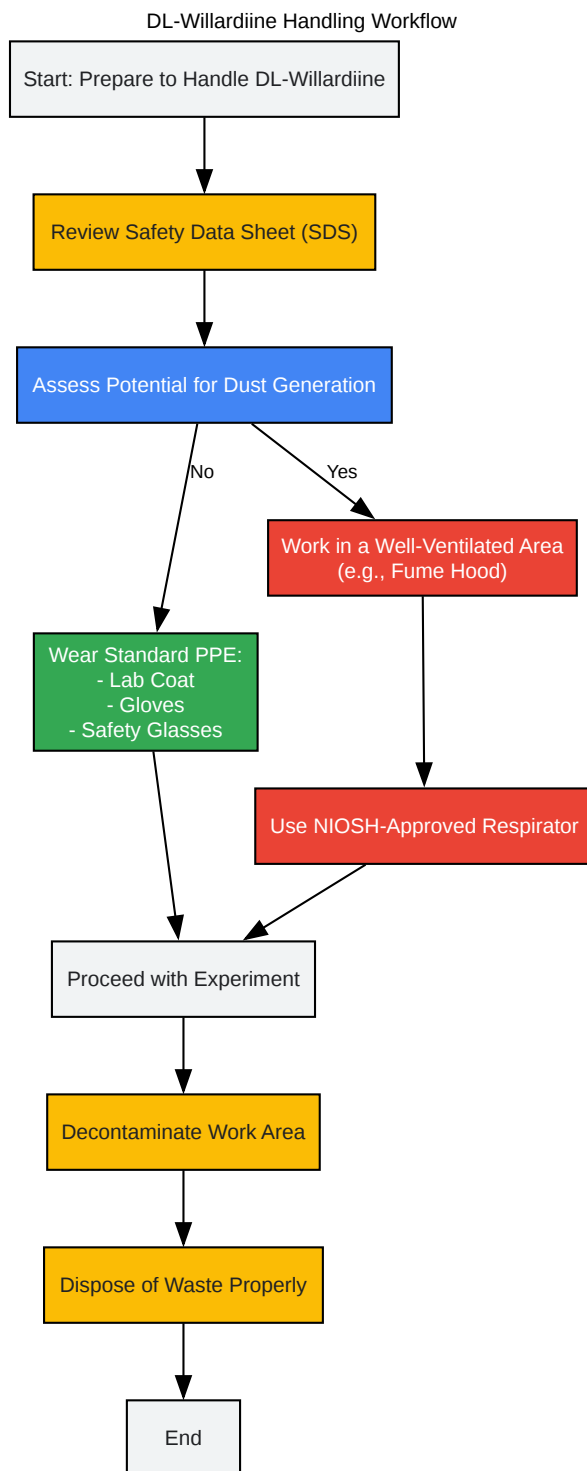 DL-Willardiine Handling Workflow
Start: Prepare to Handle DL-Willardiine
Review Safety Data Sheet (SDS)
Assess Potential for Dust Generation
No
Yes
Work in a Well-Ventilated Area
(e.g., Fume Hood)
Wear Standard PPE:
- Lab Coat
- Gloves
- Safety Glasses
Use NIOSH-Approved Respirator
Proceed with Experiment
Decontaminate Work Area
Dispose of Waste Properly
End